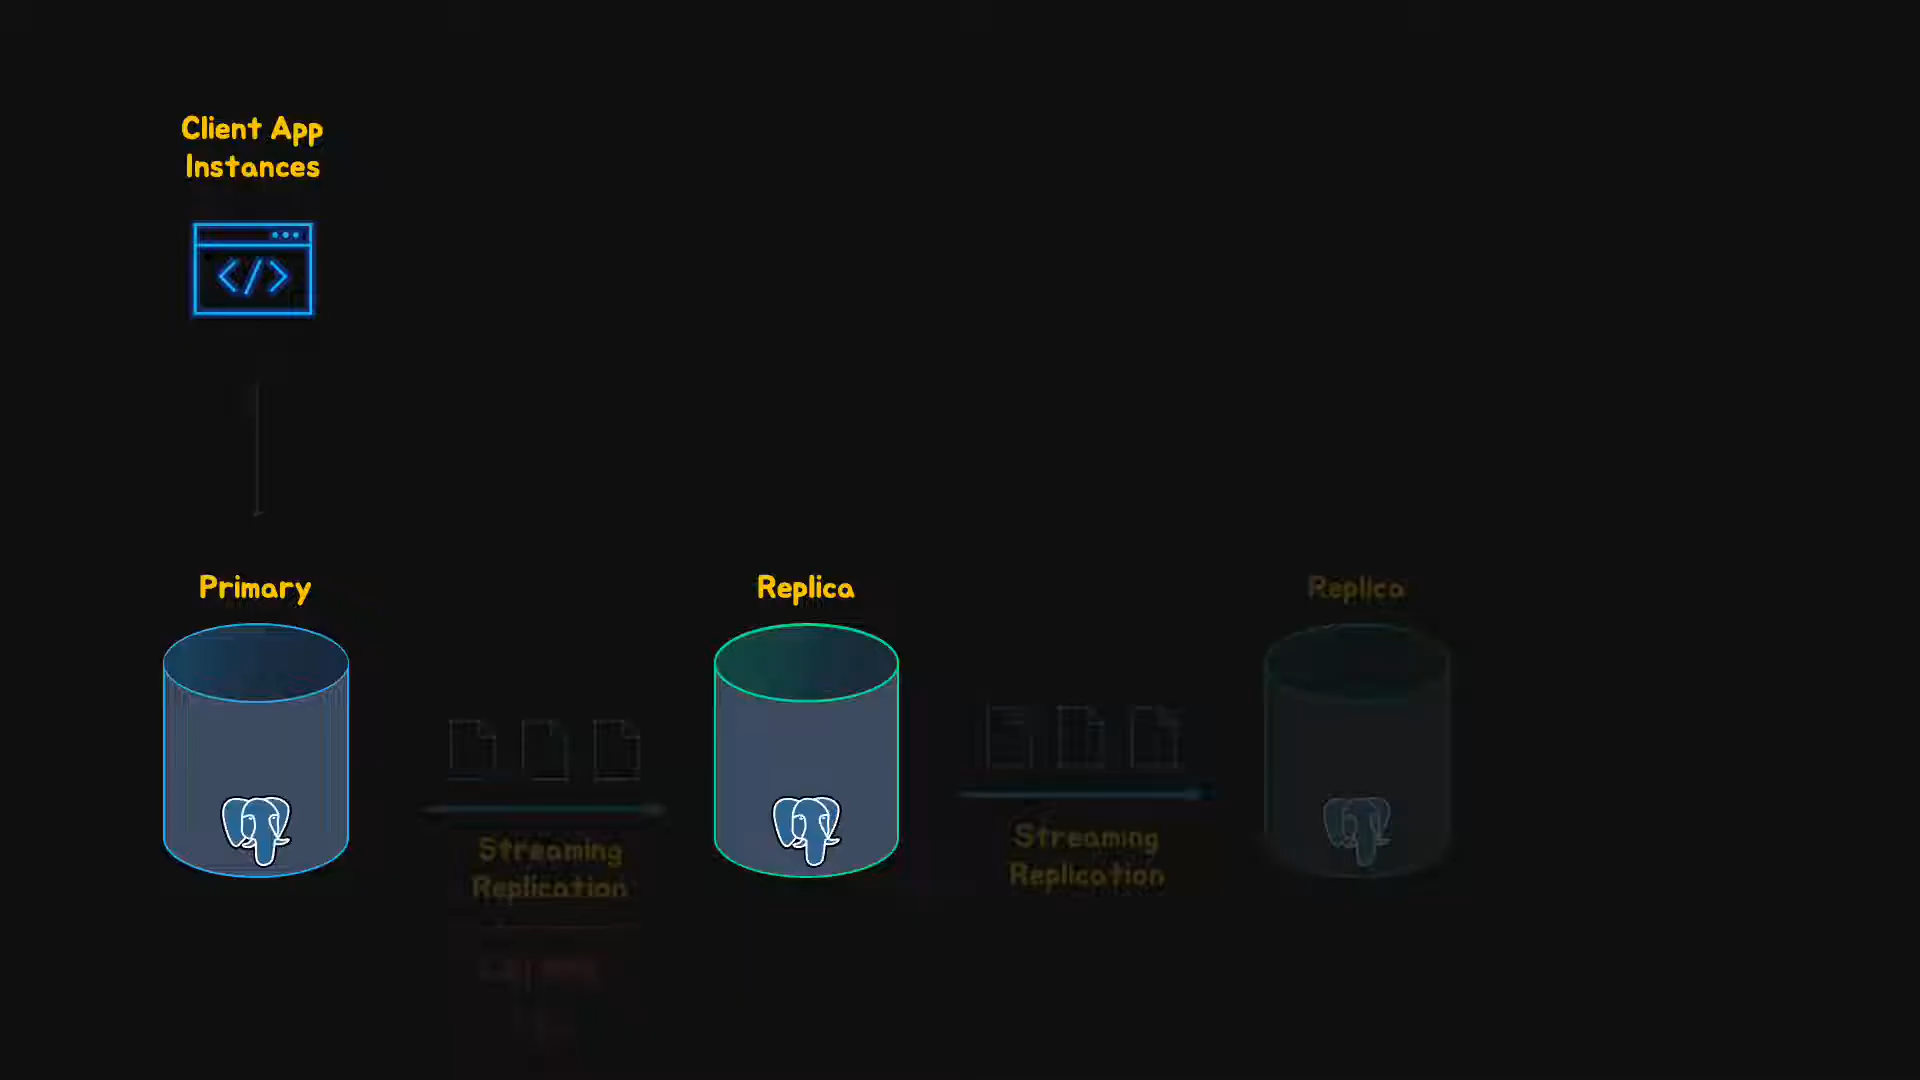 Client App
Instances
</>
Primary
Replica
Replica
Streaming
Replication
Streaming
Replication